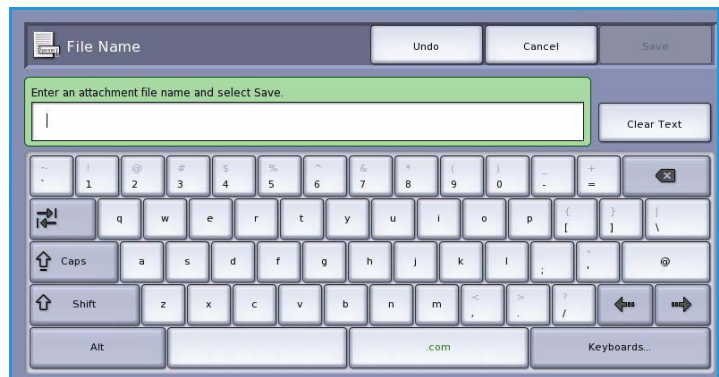 File Name Undo Cancel Save
Enter an attachment file name and select Save.
Clear Text
~ ! @ # $ % ^ & * ( ) _ +
` 1 2 3 4 5 6 7 8 9 0 - =
q w e r t y u i o p { [ } ] | \
Caps a s d f g h j k l : ; " ' @
Shift z x c v b n m < , > . ? /
Alt .com Keyboards...